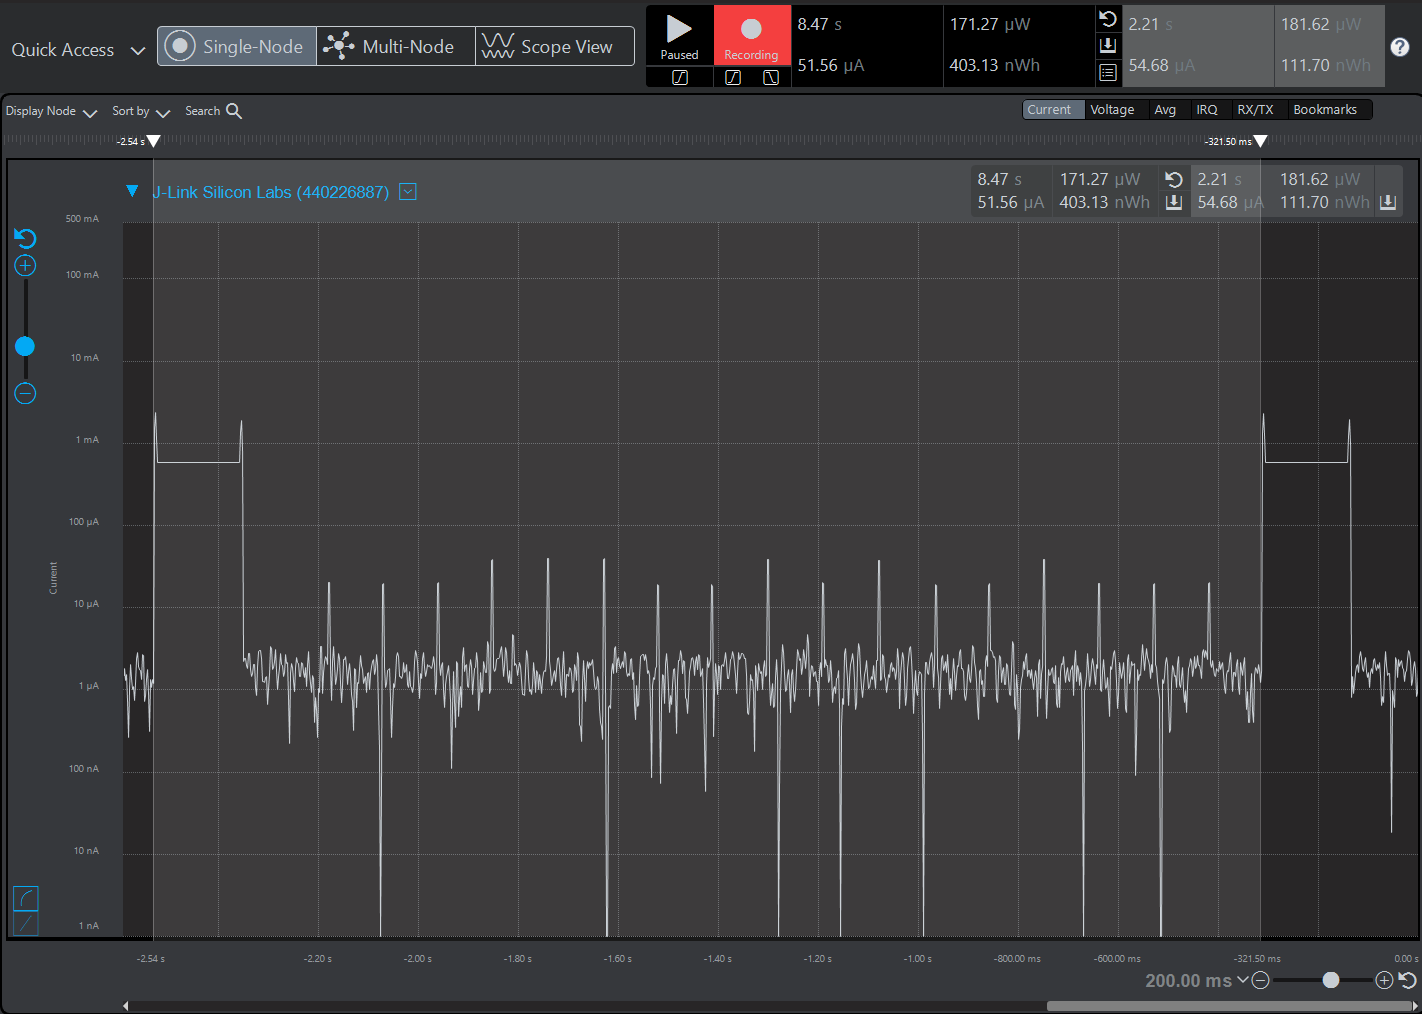 Quick Access
Single-Node
Multi-Node
Scope View
Paused
Recording
8.47 s
171.27 µW
51.56 µA
403.13 nWh
2.21 s
181.62 µW
54.68 µA
111.70 nWh
Display Node
Sort by
Search
Current
Voltage
Avg
IRQ
RX/TX
Bookmarks
-2.54 s
-321.50 ms
J-Link Silicon Labs (440226887)
8.47 s
171.27 µW
2.21 s
181.62 µW
51.56 µA
403.13 nWh
54.68 µA
111.70 nWh
500 mA
100 mA
10 mA
1 mA
100 µA
10 µA
1 µA
100 nA
10 nA
1 nA
Current
-2.54 s
-2.20 s
-2.00 s
-1.80 s
-1.60 s
-1.40 s
-1.20 s
-1.00 s
-800.00 ms
-600.00 ms
-321.50 ms
0.00 s
200.00 ms